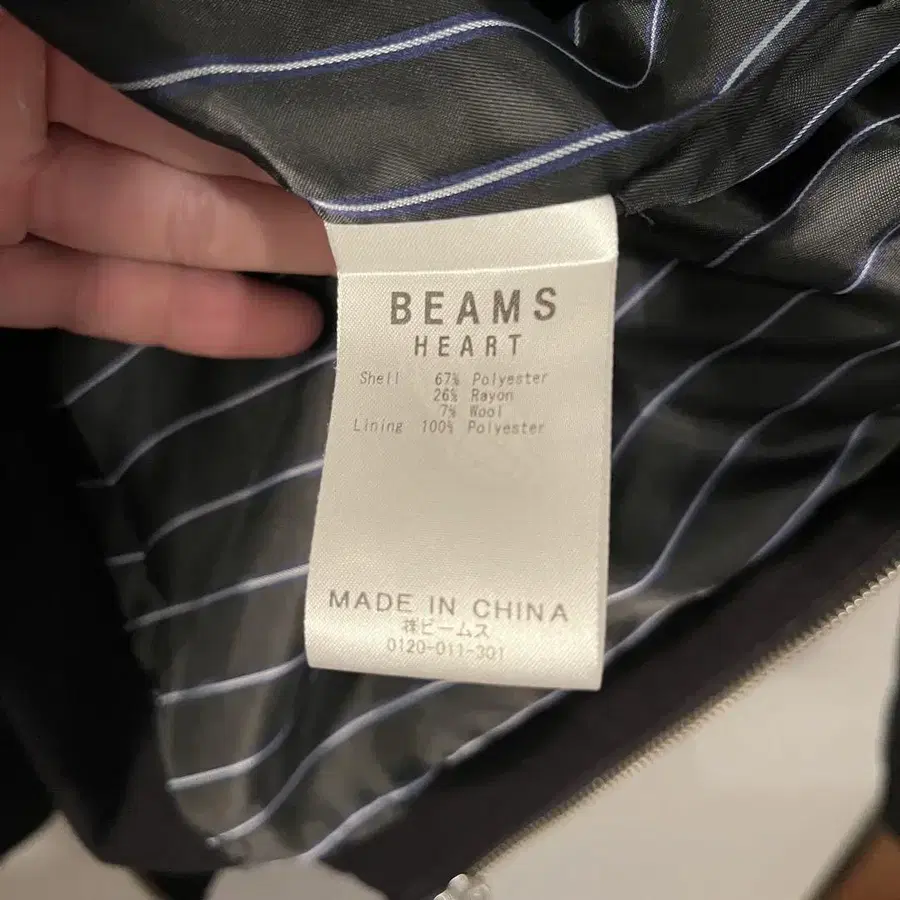 BEAMS
HEART
Shell 67% Polyester
26% Rayon
7% Wool
Lining 100% Polyester
MADE IN CHINA
㈱ビームス
0120-011-301